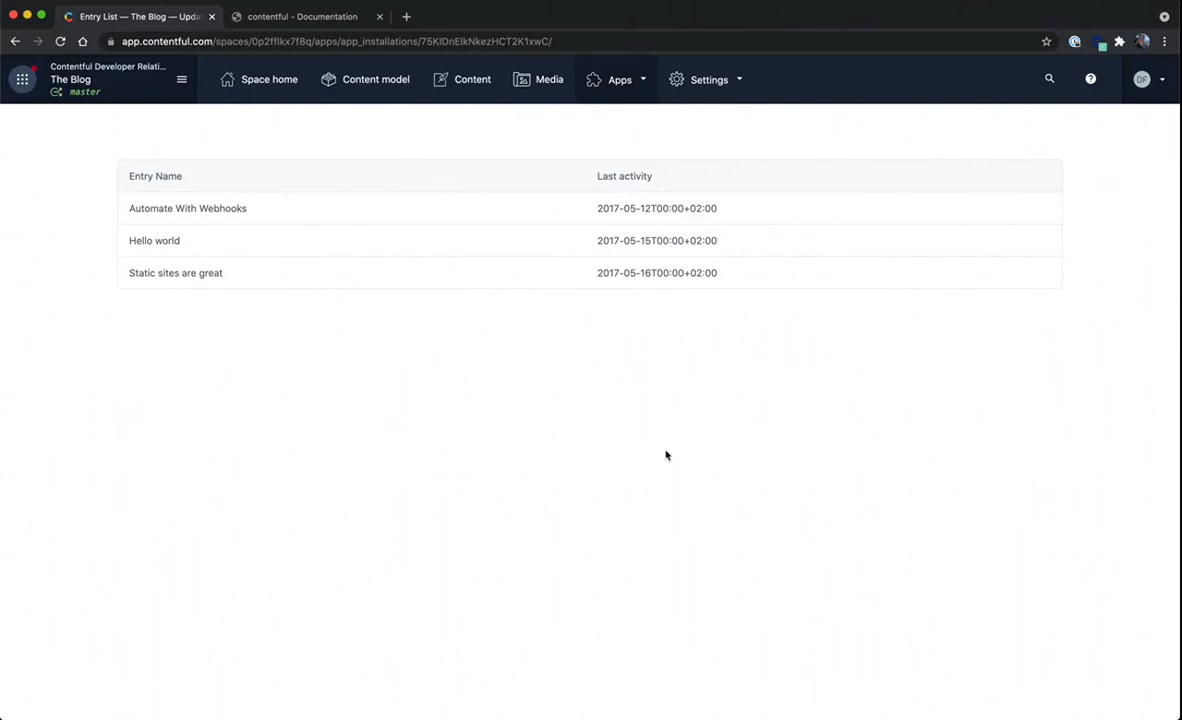 Entry List — The Blog — Upda
contentful - Documentation
app.contentful.com/spaces/0p2fflkx7f8q/apps/app_installations/75KlDnElkNkezHCT2K1xwC/
Contentful Developer Relati...
The Blog
master
Space home
Content model
Content
Media
Apps
Settings
DF
Entry Name Last activity
Automate With Webhooks 2017-05-12T00:00+02:00
Hello world 2017-05-15T00:00+02:00
Static sites are great 2017-05-16T00:00+02:00